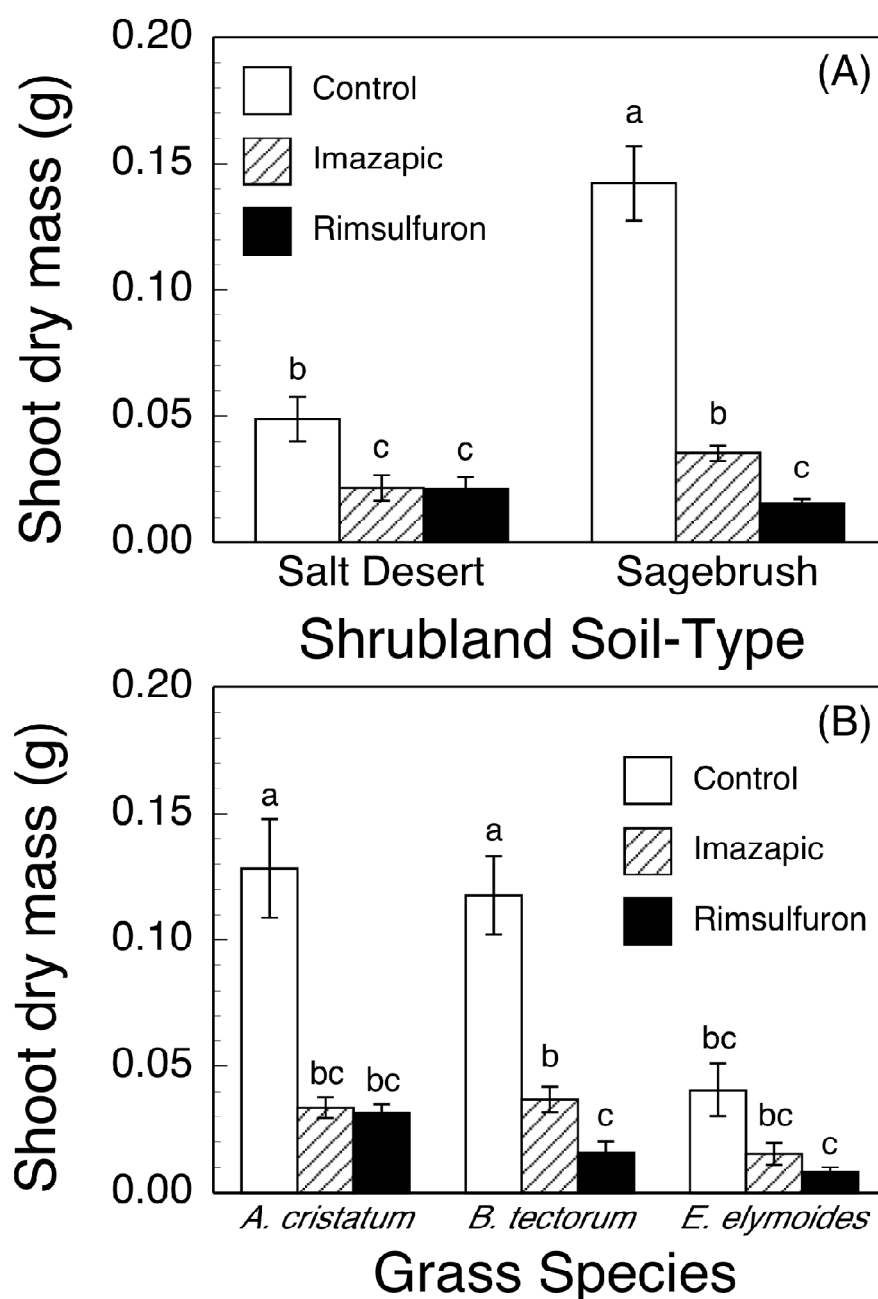 0.20
(A)
Control
Imazapic
Rimsulfuron
a
0.15
0.10
b
0.05
c
c
b
c
0.00
Salt Desert
Sagebrush
Shoot dry mass (g)
Shrubland Soil-Type
0.20
(B)
Control
Imazapic
Rimsulfuron
a
a
0.15
0.10
0.05
bc
bc
b
c
bc
bc
c
0.00
A. cristatum
B. tectorum
E. elymoides
Shoot dry mass (g)
Grass Species